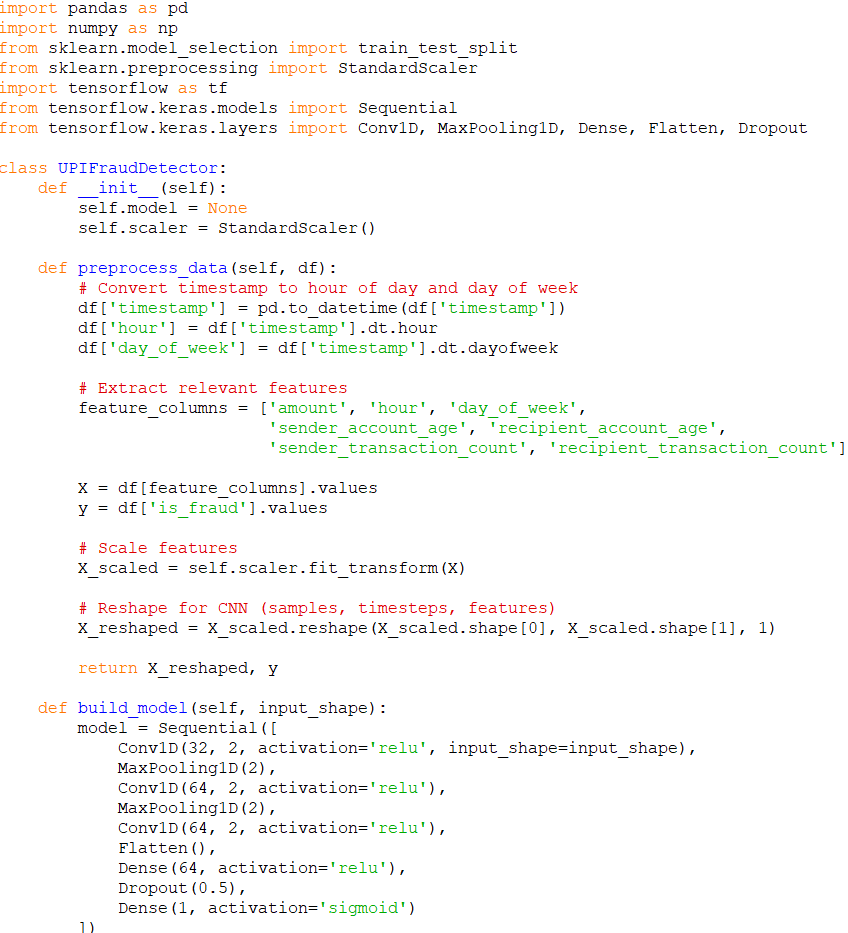 import pandas as pd
import numpy as np
from sklearn.model_selection import train_test_split
from sklearn.preprocessing import StandardScaler
import tensorflow as tf
from tensorflow.keras.models import Sequential
from tensorflow.keras.layers import Conv1D, MaxPooling1D, Dense, Flatten, Dropout

class UPIFraudDetector:
    def __init__(self):
        self.model = None
        self.scaler = StandardScaler()

    def preprocess_data(self, df):
        # Convert timestamp to hour of day and day of week
        df['timestamp'] = pd.to_datetime(df['timestamp'])
        df['hour'] = df['timestamp'].dt.hour
        df['day_of_week'] = df['timestamp'].dt.dayofweek

        # Extract relevant features
        feature_columns = ['amount', 'hour', 'day_of_week',
                           'sender_account_age', 'recipient_account_age',
                           'sender_transaction_count', 'recipient_transaction_count']

        X = df[feature_columns].values
        y = df['is_fraud'].values

        # Scale features
        X_scaled = self.scaler.fit_transform(X)

        # Reshape for CNN (samples, timesteps, features)
        X_reshaped = X_scaled.reshape(X_scaled.shape[0], X_scaled.shape[1], 1)

        return X_reshaped, y

    def build_model(self, input_shape):
        model = Sequential([
            Conv1D(32, 2, activation='relu', input_shape=input_shape),
            MaxPooling1D(2),
            Conv1D(64, 2, activation='relu'),
            MaxPooling1D(2),
            Conv1D(64, 2, activation='relu'),
            Flatten(),
            Dense(64, activation='relu'),
            Dropout(0.5),
            Dense(1, activation='sigmoid')
        ])